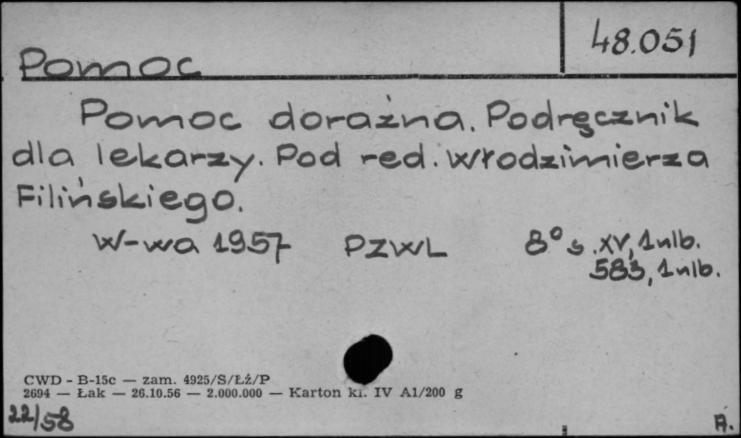 48.051
Pomoc
Pomoc doraźna. Podręcznik
dla lekarzy. Pod red. Włodzimierza
Filińskiego.
W-wa 1957 PZWL 8° s. XV, 1 nlb.
583, 1 nlb.
CWD - B-15c — zam. 4925/S/Łź/P
2694 — Łak — 26.10.56 — 2.000.000 — Karton kl. IV A1/200 g
22/58
A.